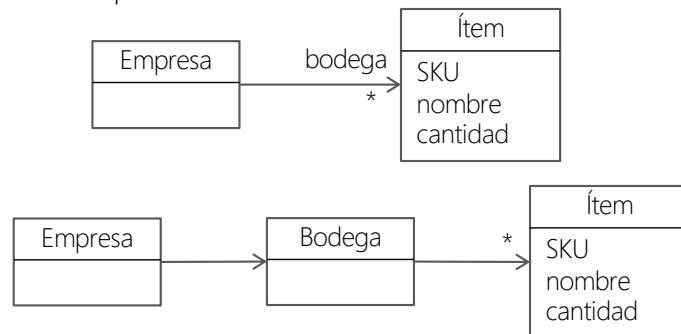 Empresa
bodega
*
Ítem
SKU
nombre
cantidad
Empresa
Bodega
*
Ítem
SKU
nombre
cantidad